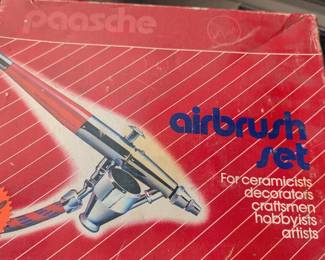 paasche
airbrush
set
For ceramicists
decorators
craftsmen
hobbyists
artists